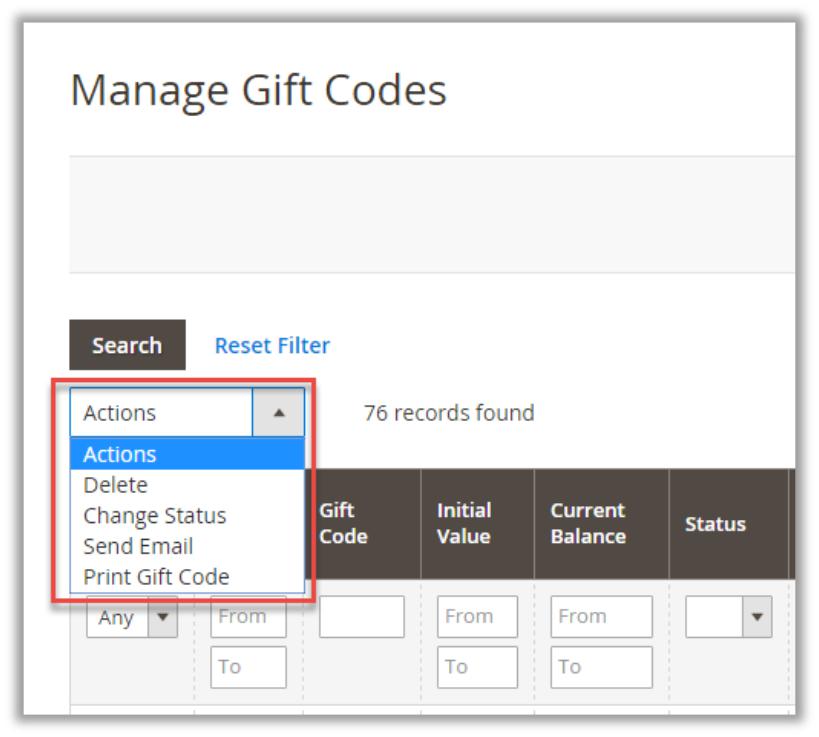 Manage Gift Codes
Search
Reset Filter
Actions
76 records found
Actions
Delete
Change Status
Send Email
Print Gift Code
Gift Code
Initial Value
Current Balance
Status
Any
From
From
From
To
To
To